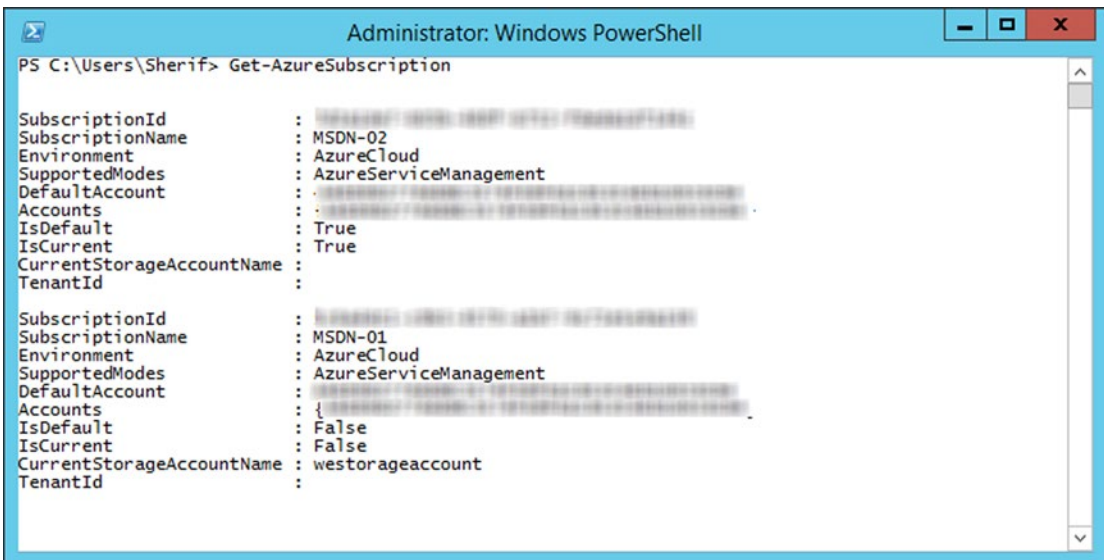 Administrator: Windows PowerShell
PS C:\Users\Sherif> Get-AzureSubscription
SubscriptionId :
SubscriptionName : MSDN-02
Environment : AzureCloud
SupportedModes : AzureServiceManagement
DefaultAccount :
Accounts :
IsDefault : True
IsCurrent : True
CurrentStorageAccountName :
TenantId :
SubscriptionId :
SubscriptionName : MSDN-01
Environment : AzureCloud
SupportedModes : AzureServiceManagement
DefaultAccount :
Accounts : {
IsDefault : False
IsCurrent : False
CurrentStorageAccountName : westorageaccount
TenantId :